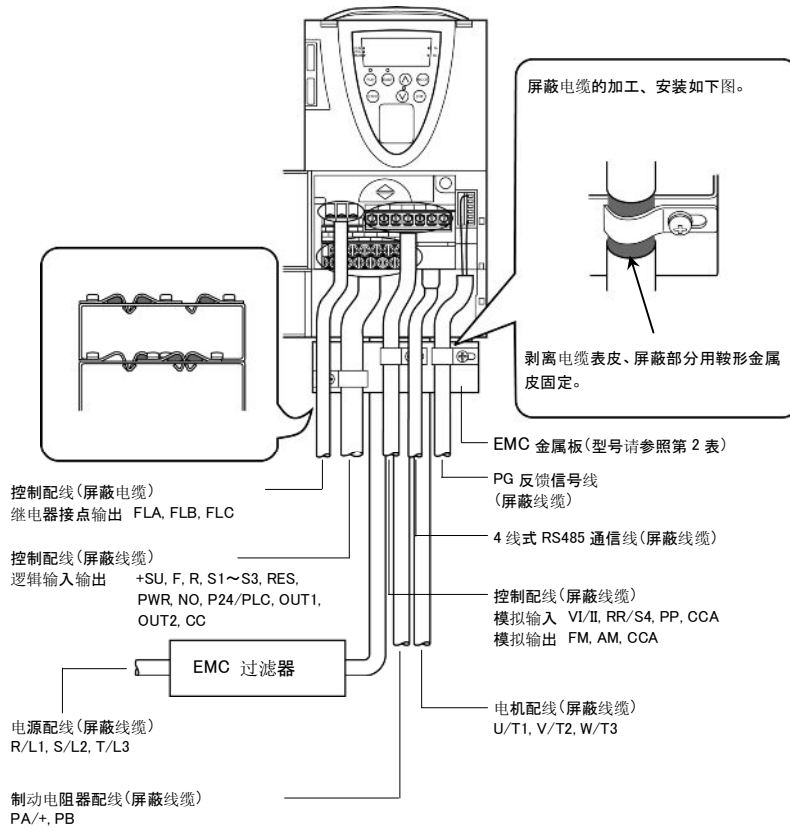 屏蔽电缆的加工、安装如下图。
剥离电缆表皮、屏蔽部分用鞍形金属
皮固定。
EMC 金属板(型号请参照第 2 表)
PG 反馈信号线
(屏蔽线缆)
4 线式 RS485 通信线(屏蔽线缆)
控制配线(屏蔽电缆)
继电器接点输出 FLA, FLB, FLC
控制配线(屏蔽线缆)
逻辑输入输出 +SU, F, R, S1～S3, RES,
PWR, NO, P24/PLC, OUT1,
OUT2, CC
控制配线(屏蔽线缆)
模拟输入 VI/II, RR/S4, PP, CCA
模拟输出 FM, AM, CCA
EMC 过滤器
电源配线(屏蔽线缆)
R/L1, S/L2, T/L3
电机配线(屏蔽线缆)
U/T1, V/T2, W/T3
制动电阻器配线(屏蔽线缆)
PA/+, PB